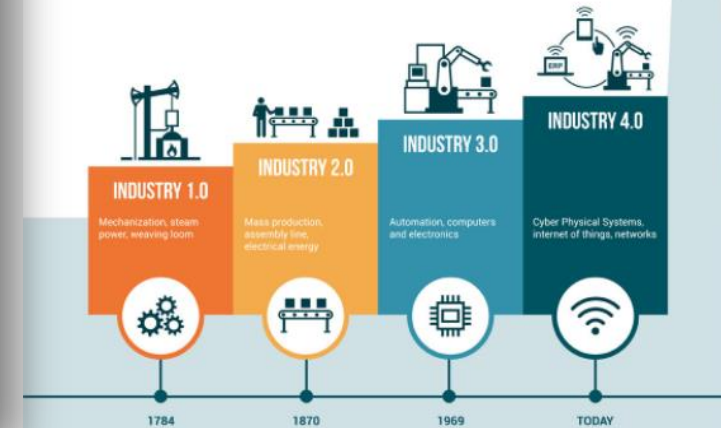 ERP
INDUSTRY 1.0
Mechanization, steam
power, weaving loom
INDUSTRY 2.0
Mass production,
assembly line,
electrical energy
INDUSTRY 3.0
Automation, computers
and electronics
INDUSTRY 4.0
Cyber Physical Systems,
internet of things, networks
1784
1870
1969
TODAY